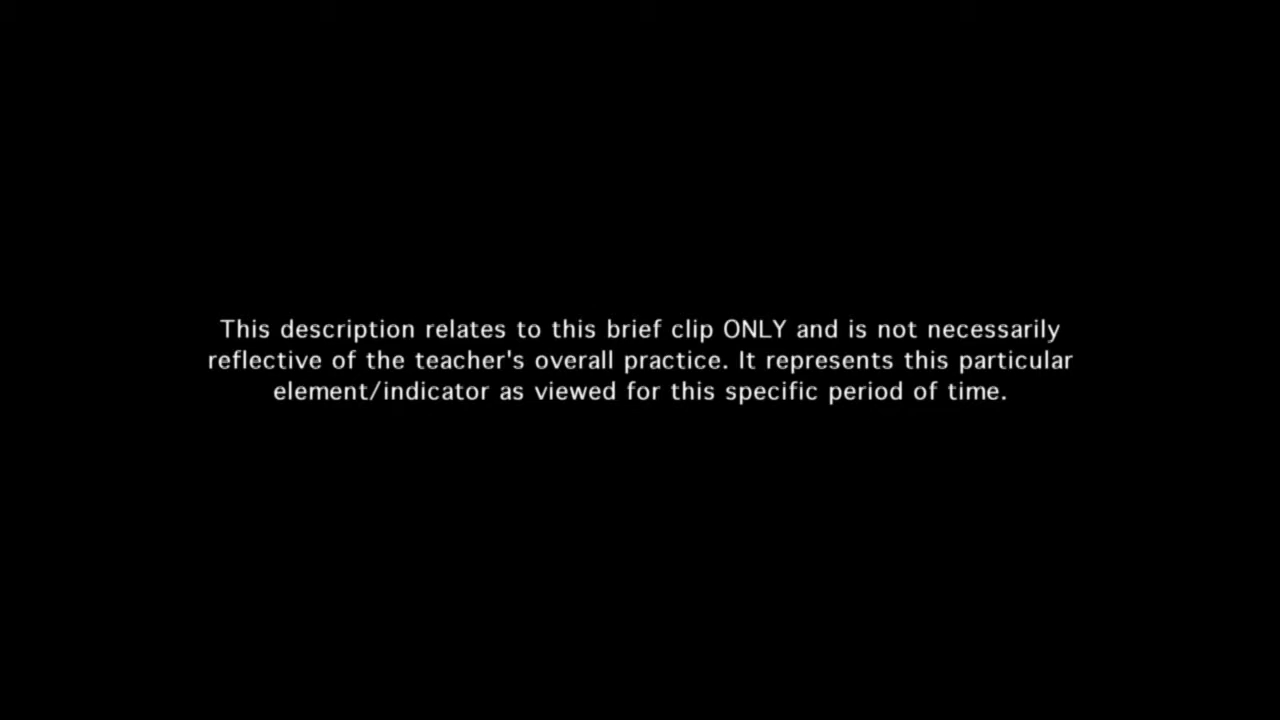 This description relates to this brief clip ONLY and is not necessarily
reflective of the teacher's overall practice. It represents this particular
element/indicator as viewed for this specific period of time.